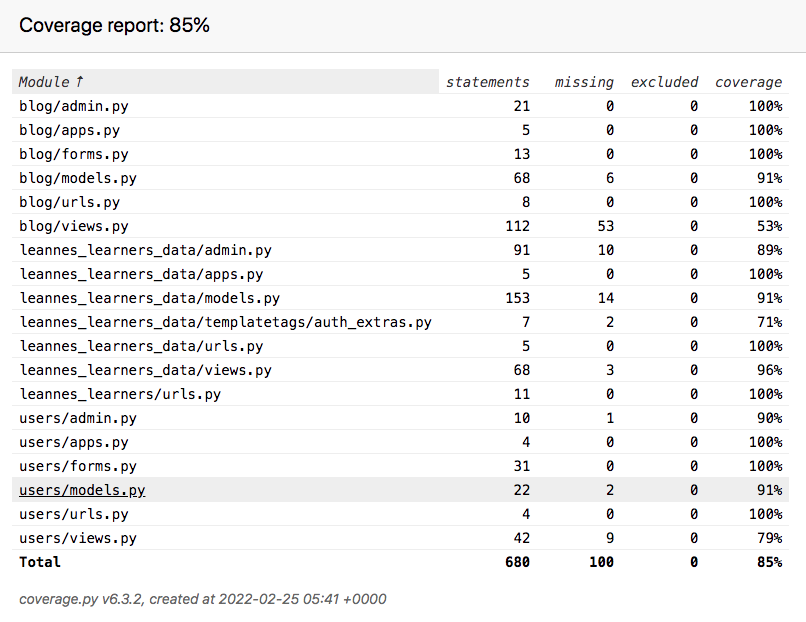 Coverage report: 85%
Module ↑ statements missing excluded coverage
blog/admin.py 21 0 0 100%
blog/apps.py 5 0 0 100%
blog/forms.py 13 0 0 100%
blog/models.py 68 6 0 91%
blog/urls.py 8 0 0 100%
blog/views.py 112 53 0 53%
leannes_learners_data/admin.py 91 10 0 89%
leannes_learners_data/apps.py 5 0 0 100%
leannes_learners_data/models.py 153 14 0 91%
leannes_learners_data/templatetags/auth_extras.py 7 2 0 71%
leannes_learners_data/urls.py 5 0 0 100%
leannes_learners_data/views.py 68 3 0 96%
leannes_learners/urls.py 11 0 0 100%
users/admin.py 10 1 0 90%
users/apps.py 4 0 0 100%
users/forms.py 31 0 0 100%
users/models.py 22 2 0 91%
users/urls.py 4 0 0 100%
users/views.py 42 9 0 79%
Total 680 100 0 85%
coverage.py v6.3.2, created at 2022-02-25 05:41 +0000